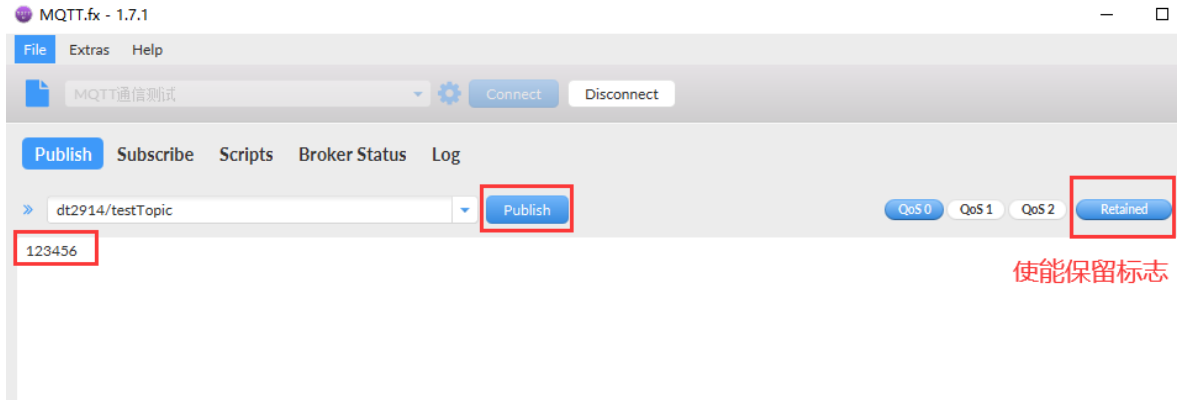 MQTT.fx - 1.7.1
File Extras Help
MQTT通信测试 Connect Disconnect
Publish Subscribe Scripts Broker Status Log
dt2914/testTopic Publish QoS 0 QoS 1 QoS 2 Retained
123456
使能保留标志